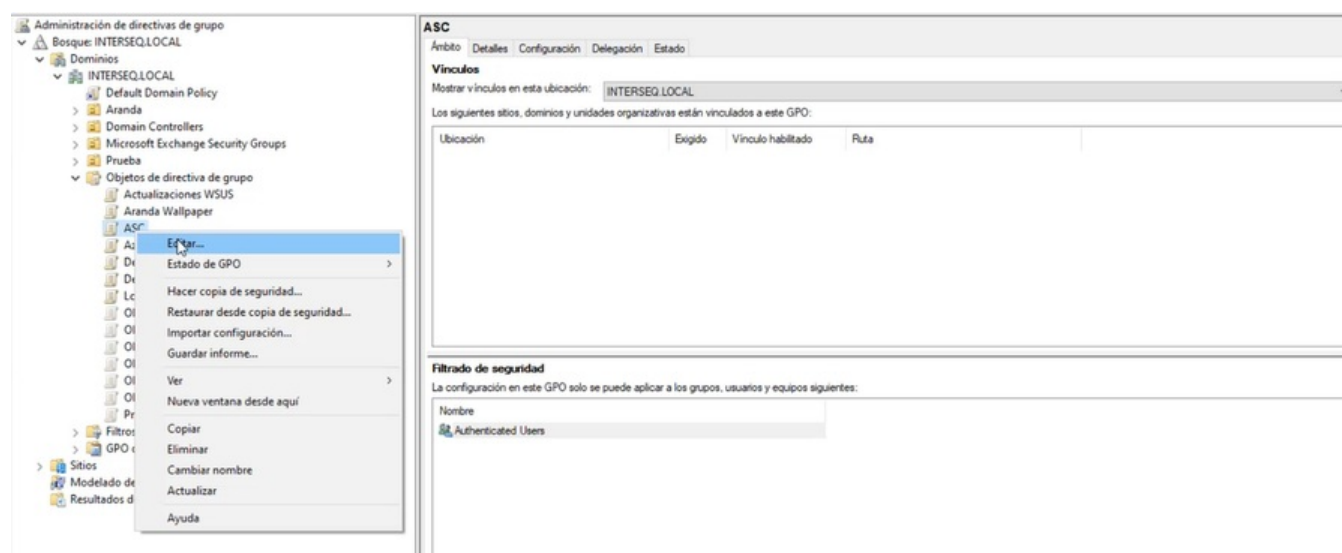 Administración de directivas de grupo
Bosque: INTERSEQ.LOCAL
Dominios
INTERSEQ.LOCAL
Default Domain Policy
Aranda
Domain Controllers
Microsoft Exchange Security Groups
Prueba
Objetos de directiva de grupo
Actualizaciones WSUS
Aranda Wallpaper
ASC
Filtros
GPO
Sitios
Modelado de
Resultados d
Editar...
Estado de GPO
Hacer copia de seguridad...
Restaurar desde copia de seguridad...
Importar configuración...
Guardar informe...
Ver
Nueva ventana desde aquí
Copiar
Eliminar
Cambiar nombre
Actualizar
Ayuda
ASC
Ámbito Detalles Configuración Delegación Estado
Vínculos
Mostrar vínculos en esta ubicación: INTERSEQ.LOCAL
Los siguientes sitios, dominios y unidades organizativas están vinculados a este GPO:
Ubicación Exigido Vínculo habilitado Ruta
Filtrado de seguridad
La configuración en este GPO solo se puede aplicar a los grupos, usuarios y equipos siguientes:
Nombre
Authenticated Users